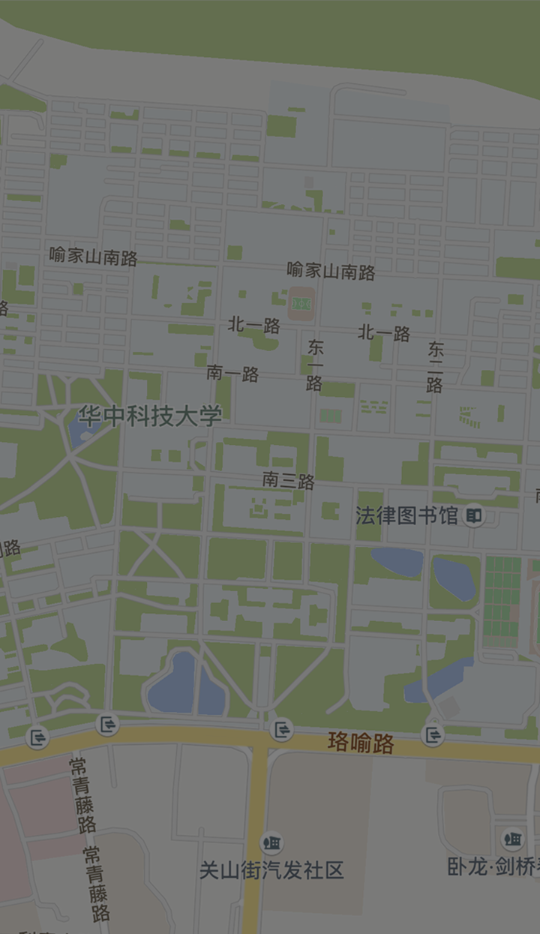 喻家山南路
喻家山南路
路
北一路
北一路
东一路
东二路
南一路
华中科技大学
南三路
法律图书馆
路
珞喻路
常青藤路
常青藤路
关山街汽发社区
卧龙·剑桥